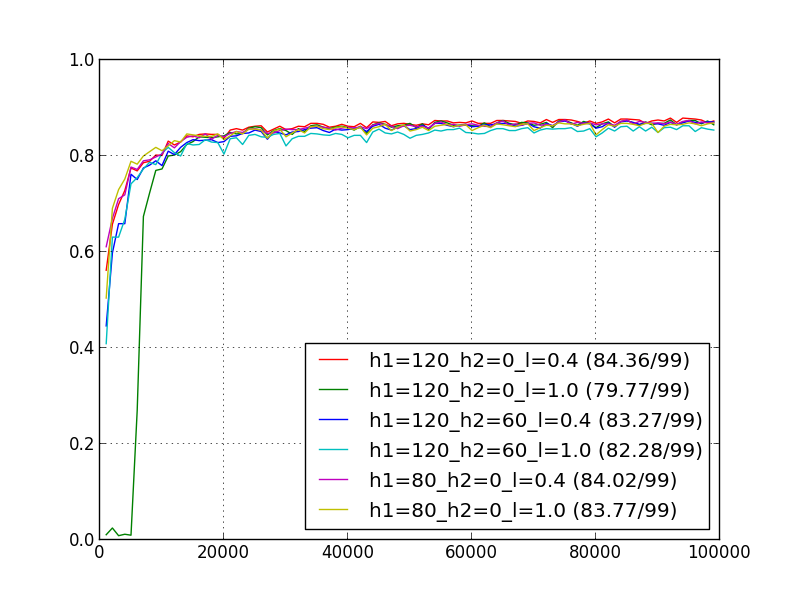 1.0
0.8
0.6
0.4
0.2
0.0
0 20000 40000 60000 80000 100000
h1=120_h2=0_l=0.4 (84.36/99)
h1=120_h2=0_l=1.0 (79.77/99)
h1=120_h2=60_l=0.4 (83.27/99)
h1=120_h2=60_l=1.0 (82.28/99)
h1=80_h2=0_l=0.4 (84.02/99)
h1=80_h2=0_l=1.0 (83.77/99)